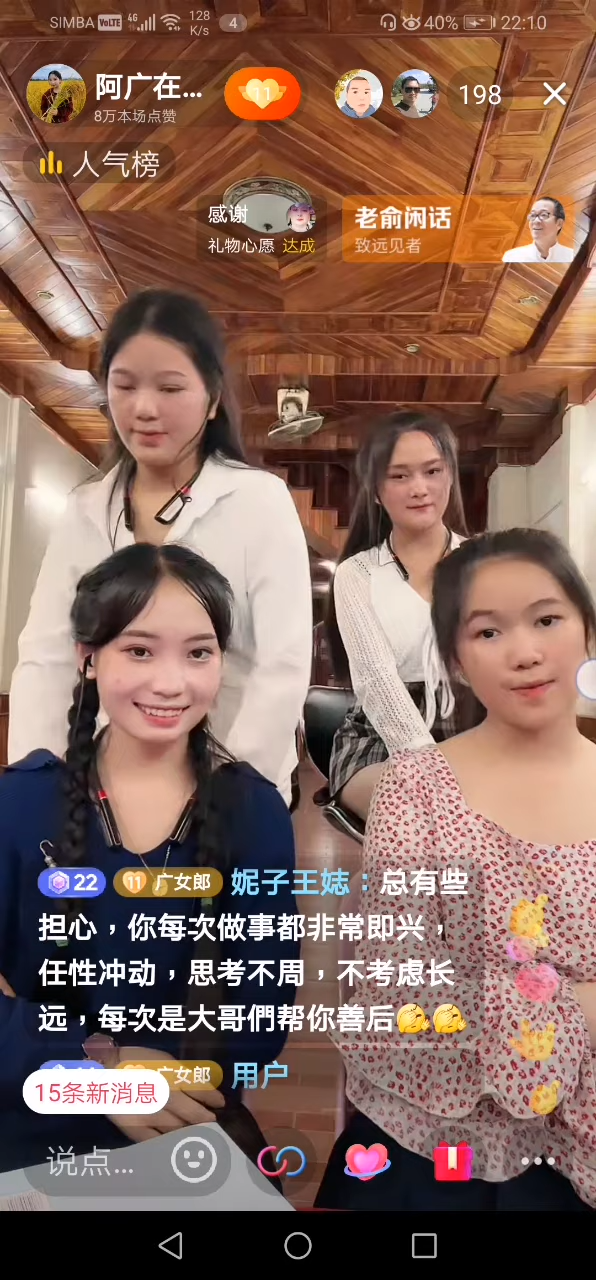 SIMBA VoLTE 4G 128 K/s 4 40% 22:10
阿广在... 11 198
8万本场点赞
人气榜
感谢
礼物心愿 达成
老俞闲话
致远见者
22 11 广女郎 妮子王娡：总有些
担心，你每次做事都非常即兴，
任性冲动，思考不周，不考虑长
远，每次是大哥們帮你善后
广女郎 用户
15条新消息
说点...